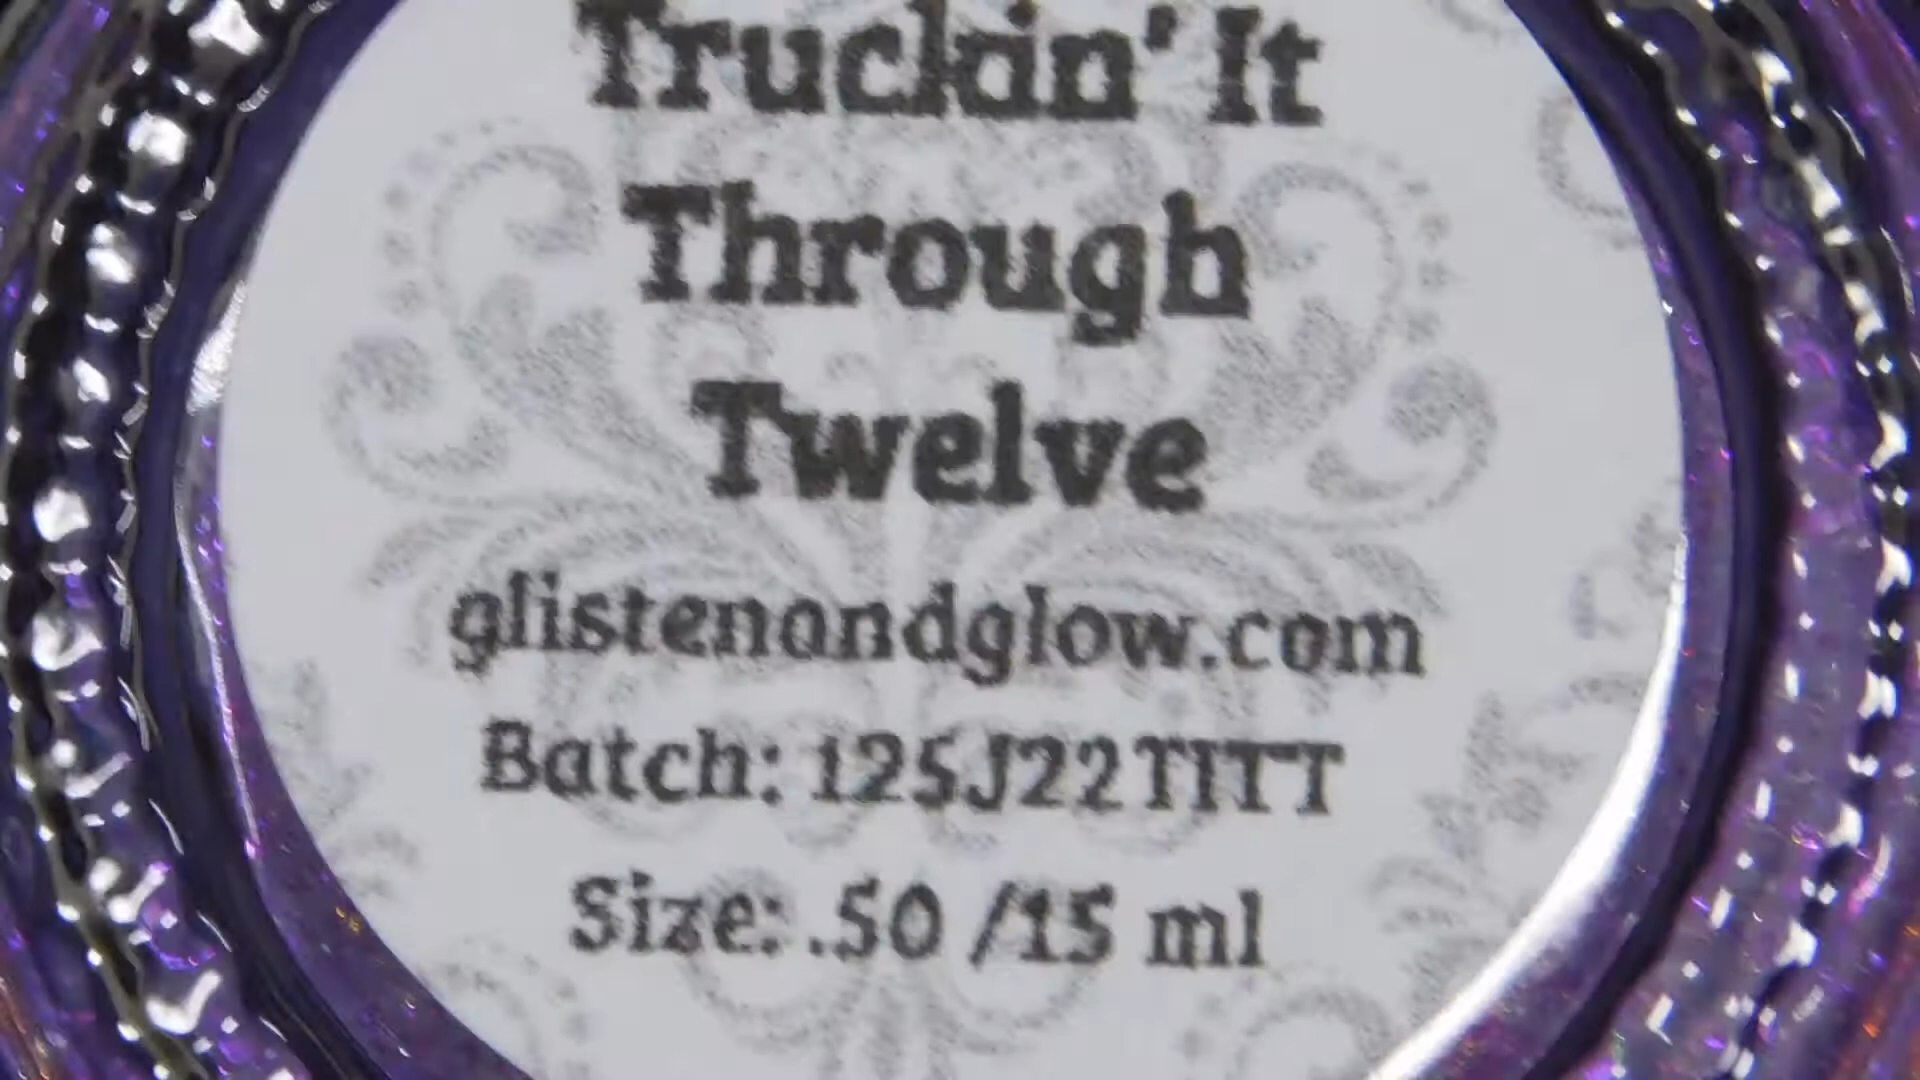 Truckin' It
Through
Twelve
glistenandglow.com
Batch: 125J22TITT
Size: .50 /15 ml